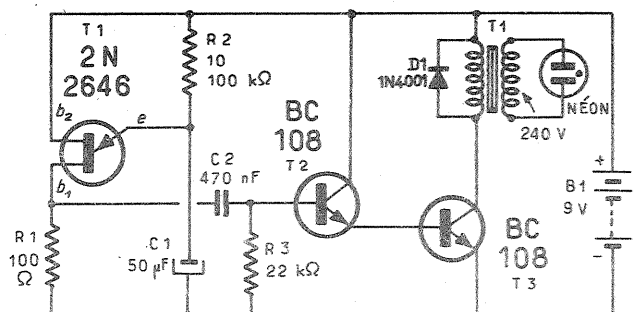 T1
2N
2646
b2
e
b1
R1
100
Ω
R2
10
100 kΩ
C1
50 µF
C2
470 nF
BC
108
T2
R3
22 kΩ
D1
1N4001
T1
NÉON
240 V
BC
108
T3
+
B1
9V
-